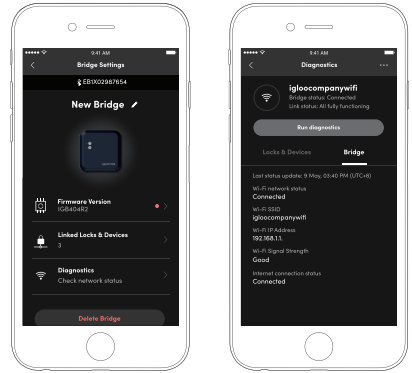 9:41 AM
Bridge Settings
EB1X02987654
New Bridge
Firmware Version
IGB404R2
Linked Locks & Devices
3
Diagnostics
Check network status
Delete Bridge
9:41 AM
Diagnostics
igloocompanywifi
Bridge status: Connected
Link status: All fully functioning
Run diagnostics
Locks & Devices
Bridge
Last status update: 9 May, 03:40 PM (UTC+8)
Wi-Fi network status
Connected
Wi-Fi SSID
igloocompanywifi
Wi-Fi IP Address
192.168.1.1.
Wi-Fi Signal Strength
Good
Internet connection status
Connected